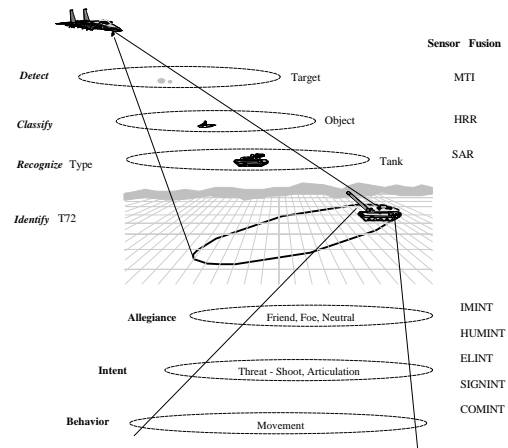 Sensor Fusion
Detect Target MTI
Classify Object HRR
Recognize Type Tank SAR
Identify T72
Allegiance Friend, Foe, Neutral IMINT
HUMINT
Intent Threat - Shoot, Articulation ELINT
SIGNINT
COMINT
Behavior Movement